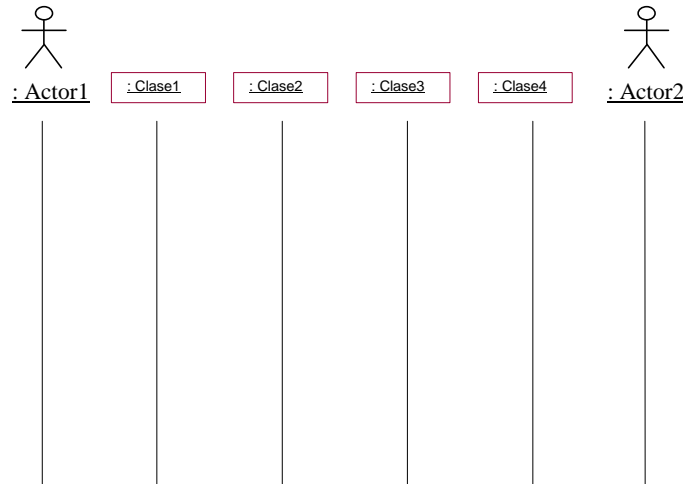 : Actor1
: Clase1
: Clase2
: Clase3
: Clase4
: Actor2